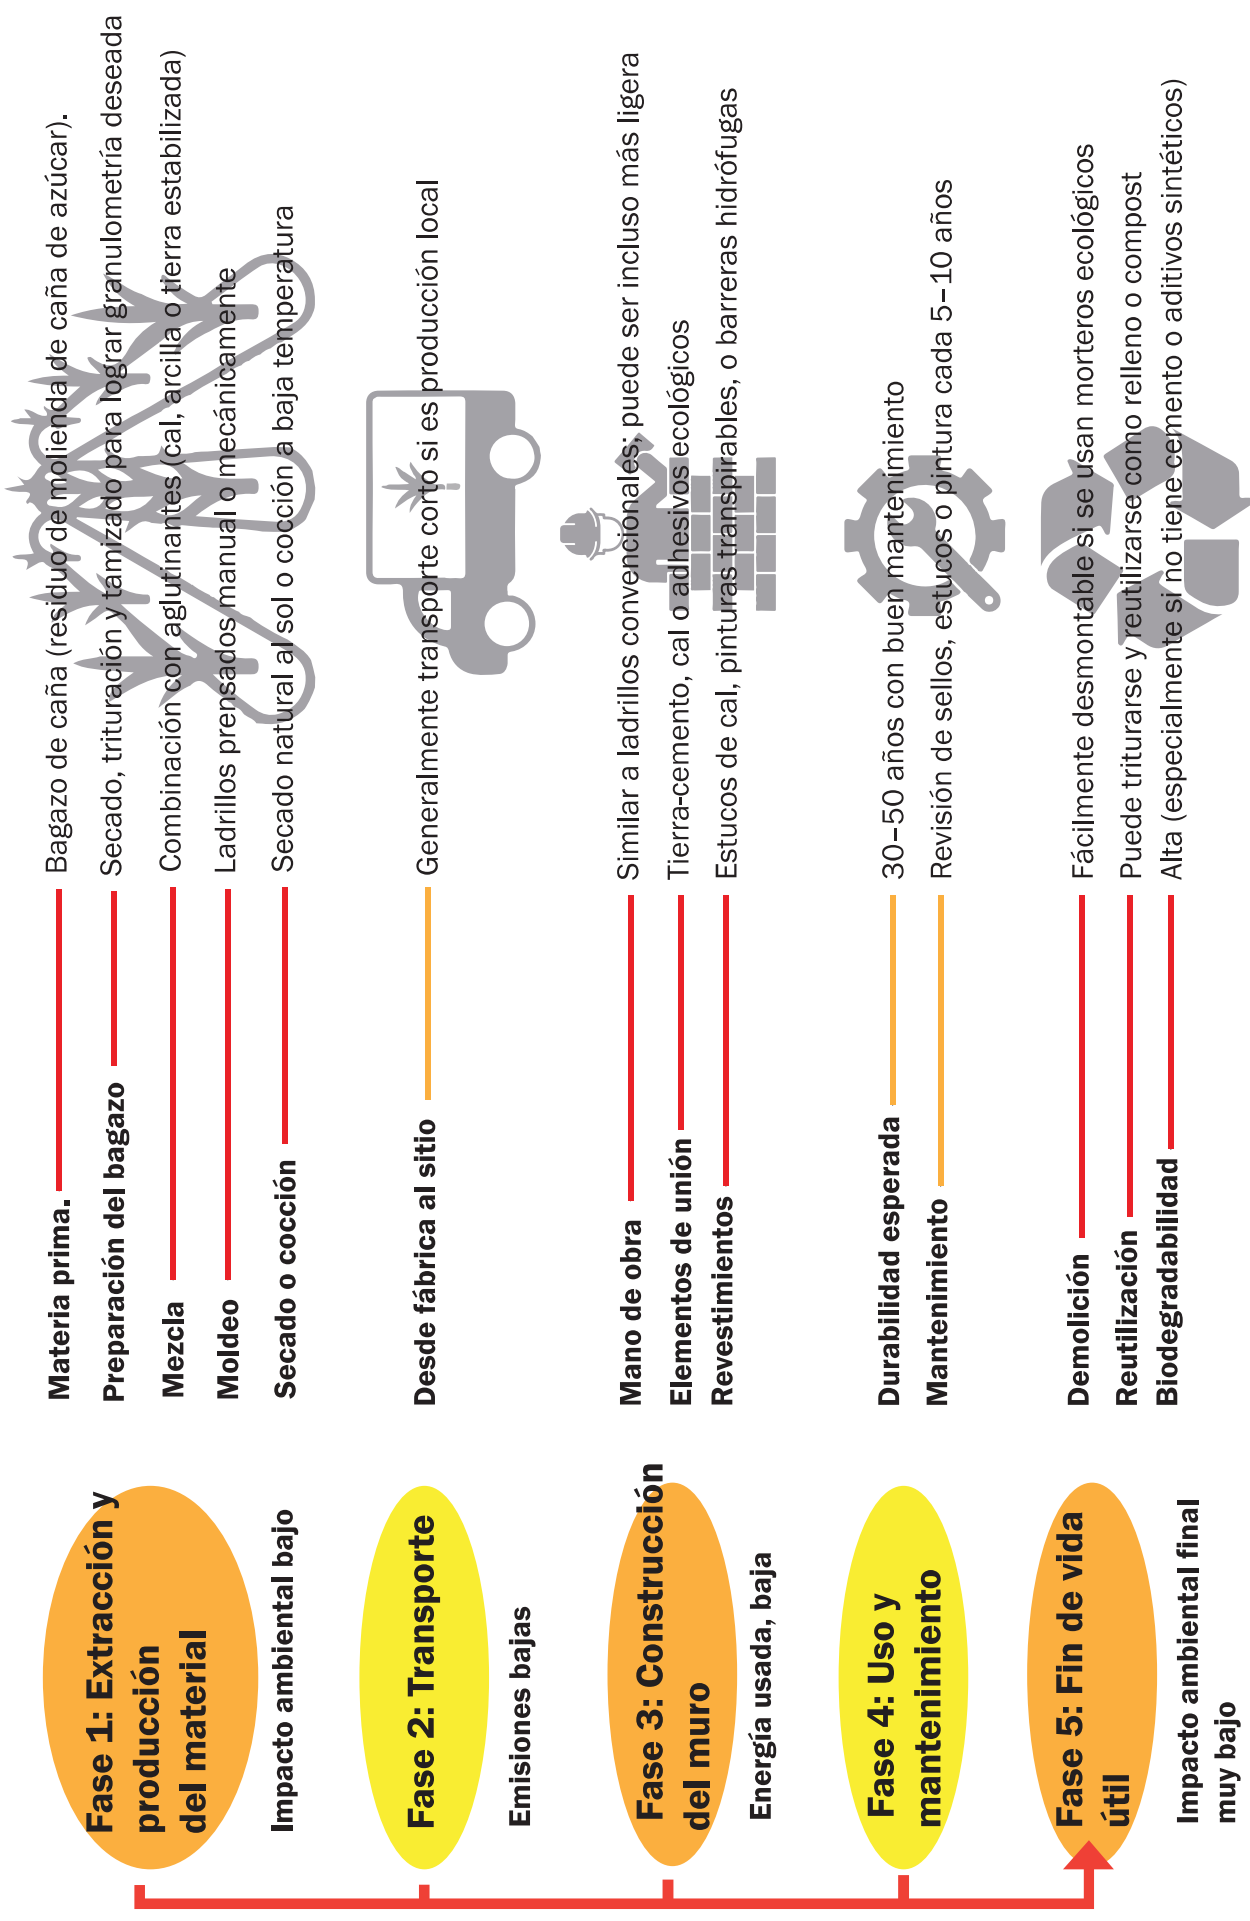 Fase 1: Extracción y
producción
del material
Impacto ambiental bajo
Materia prima.
Bagazo de caña (residuo de molienda de caña de azúcar).
Preparación del bagazo
Secado, trituración y tamizado para lograr granulometría deseada
Mezcla
Combinación con aglutinantes (cal, arcilla o tierra estabilizada)
Moldeo
Ladrillos prensados manual o mecánicamente
Secado o cocción
Secado natural al sol o cocción a baja temperatura
Fase 2: Transporte
Emisiones bajas
Desde fábrica al sitio
Generalmente transporte corto si es producción local
Fase 3: Construcción
del muro
Energía usada, baja
Mano de obra
Similar a ladrillos convencionales; puede ser incluso más ligera
Elementos de unión
Tierra-cemento, cal o adhesivos ecológicos
Revestimientos
Estucos de cal, pinturas transpirables, o barreras hidrófugas
Fase 4: Uso y
mantenimiento
Durabilidad esperada
30–50 años con buen mantenimiento
Mantenimiento
Revisión de sellos, estucos o pintura cada 5–10 años
Fase 5: Fin de vida
útil
Impacto ambiental final
muy bajo
Demolición
Fácilmente desmontable si se usan morteros ecológicos
Reutilización
Puede triturarse y reutilizarse como relleno o compost
Biodegradabilidad
Alta (especialmente si no tiene cemento o aditivos sintéticos)